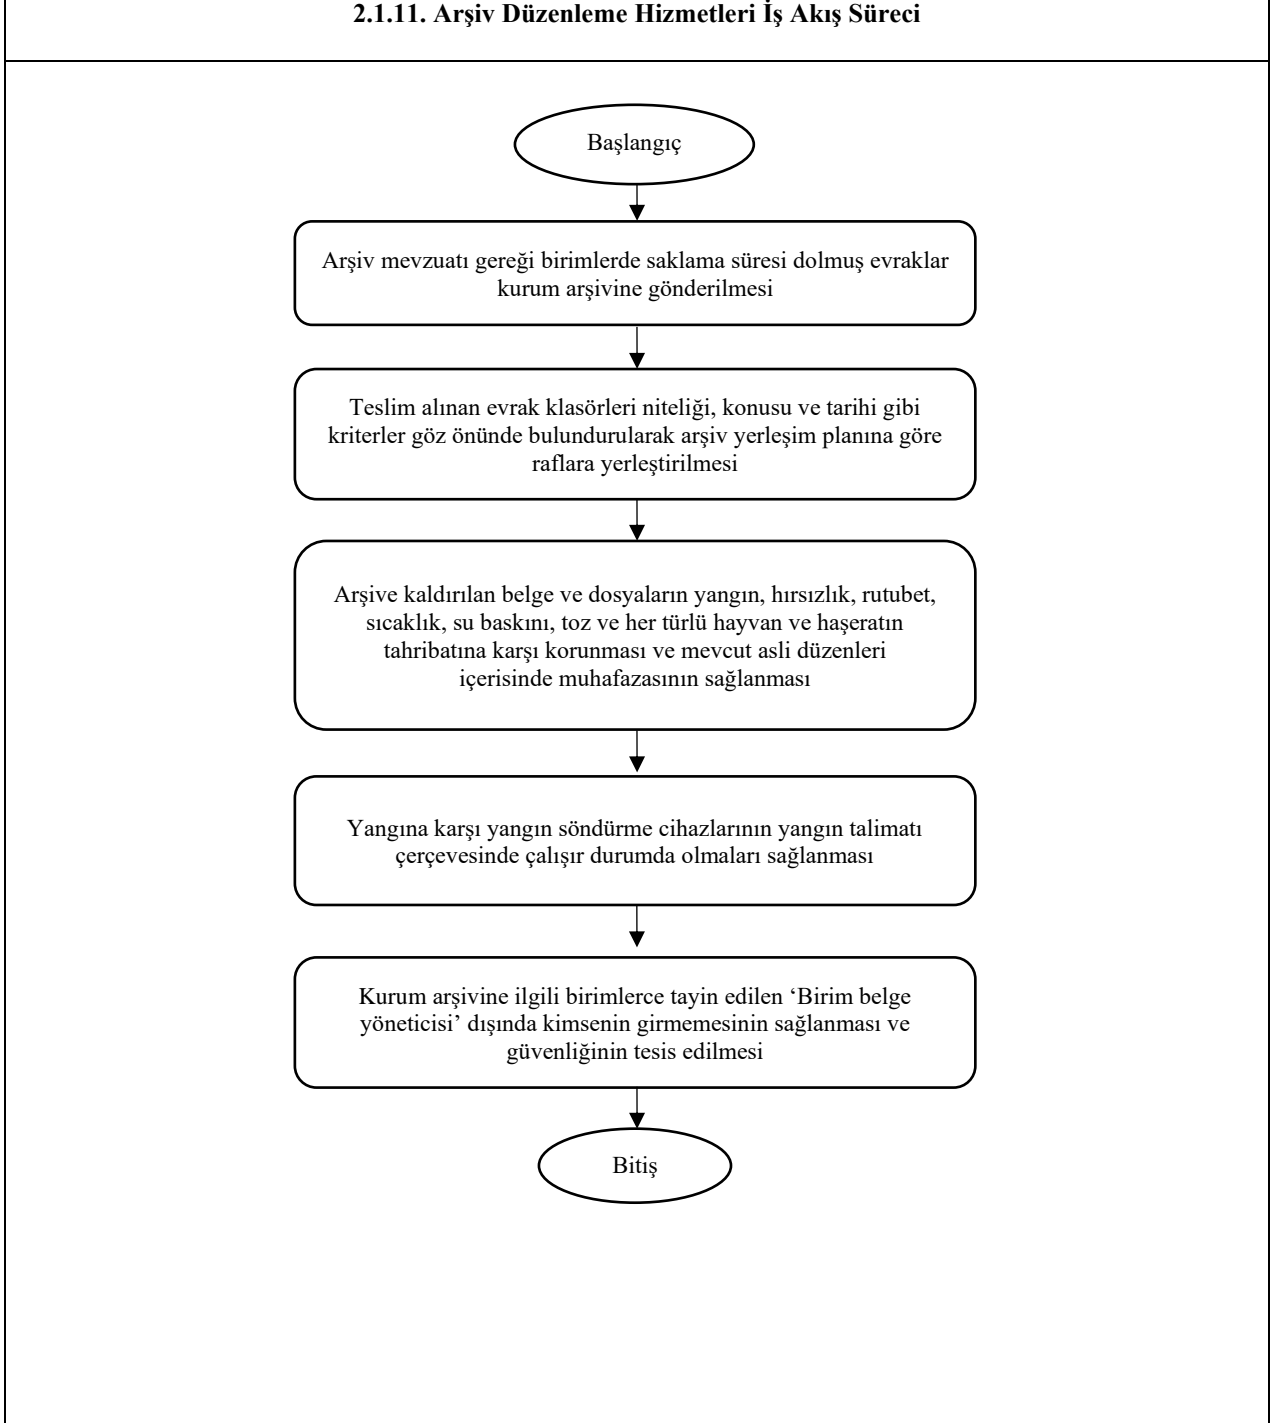 2.1.11. Arşiv Düzenleme Hizmetleri İş Akış Süreci
Başlangıç
Arşiv mevzuatı gereği birimlerde saklama süresi dolmuş evraklar
kurum arşivine gönderilmesi
Teslim alınan evrak klasörleri niteliği, konusu ve tarihi gibi
kriterler göz önünde bulundurularak arşiv yerleşim planına göre
raflara yerleştirilmesi
Arşive kaldırılan belge ve dosyaların yangın, hırsızlık, rutubet,
sıcaklık, su baskını, toz ve her türlü hayvan ve haşeratın
tahribatına karşı korunması ve mevcut asli düzenleri
içerisinde muhafazasının sağlanması
Yangına karşı yangın söndürme cihazlarının yangın talimatı
çerçevesinde çalışır durumda olmaları sağlanması
Kurum arşivine ilgili birimlerce tayin edilen ‘Birim belge
yöneticisi’ dışında kimsenin girmemesinin sağlanması ve
güvenliğinin tesis edilmesi
Bitiş